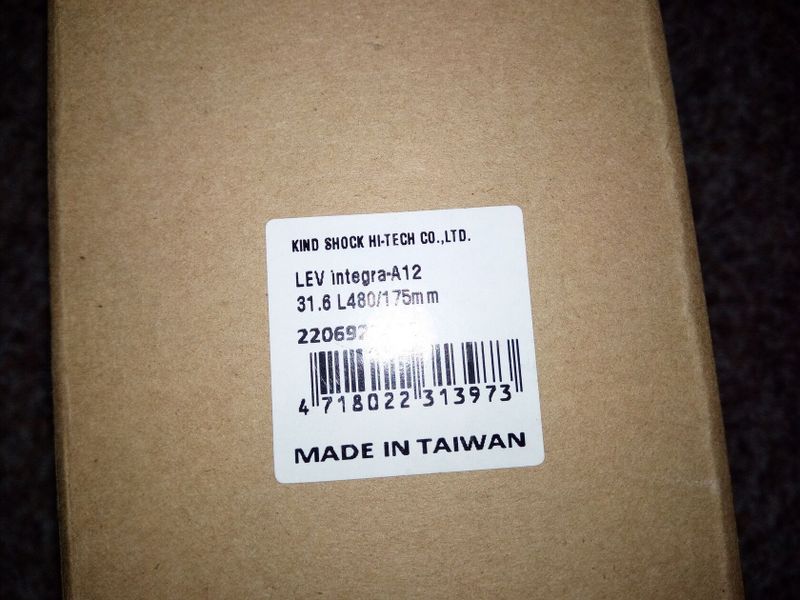 KIND SHOCK HI-TECH CO.,LTD.
LEV integra-A12
31.6 L480/175mm
4 718022 313973
MADE IN TAIWAN